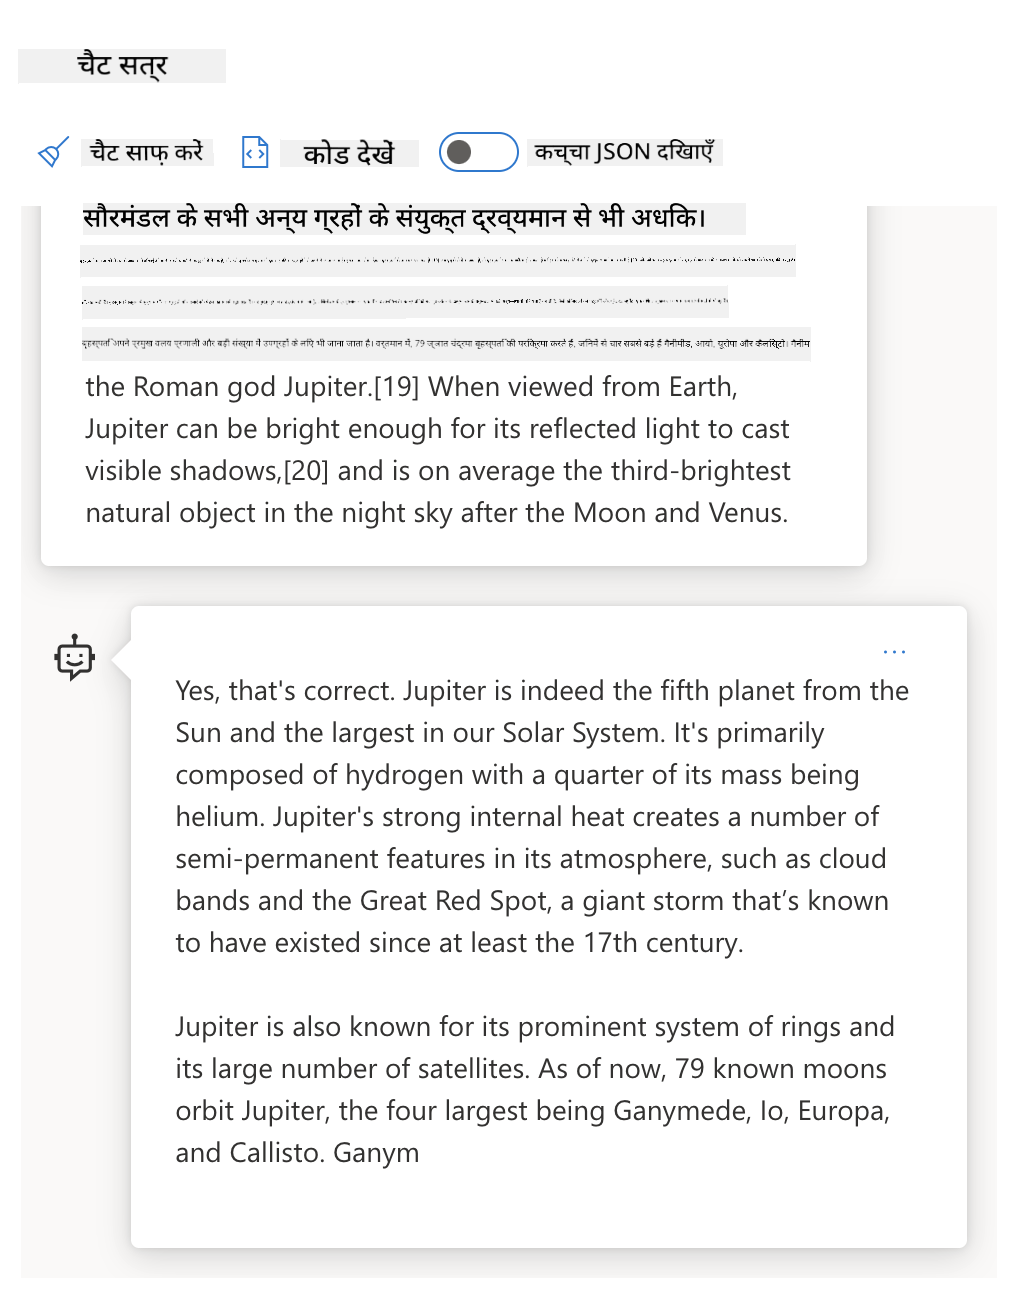 चैट सत्र
चैट साफ़ करें
कोड देखें
कच्चा JSON दिखाएँ
सौरमंडल के सभी अन्य ग्रहों के संयुक्त द्रव्यमान से भी अधिक।
बृहस्पति अपने प्रमुख वलय प्रणाली और बड़ी संख्या में उपग्रहों के लिए भी जाना जाता है। वर्तमान में, 79 ज्ञात चंद्रमा बृहस्पति की परिक्रमा करते हैं, जिनमें से चार सबसे बड़े हैं गैनीमीड, आयो, यूरोपा और कैलिस्टो। गैनीम
the Roman god Jupiter.[19] When viewed from Earth,
Jupiter can be bright enough for its reflected light to cast
visible shadows,[20] and is on average the third-brightest
natural object in the night sky after the Moon and Venus.
...
Yes, that's correct. Jupiter is indeed the fifth planet from the
Sun and the largest in our Solar System. It's primarily
composed of hydrogen with a quarter of its mass being
helium. Jupiter's strong internal heat creates a number of
semi-permanent features in its atmosphere, such as cloud
bands and the Great Red Spot, a giant storm that’s known
to have existed since at least the 17th century.
Jupiter is also known for its prominent system of rings and
its large number of satellites. As of now, 79 known moons
orbit Jupiter, the four largest being Ganymede, Io, Europa,
and Callisto. Ganym